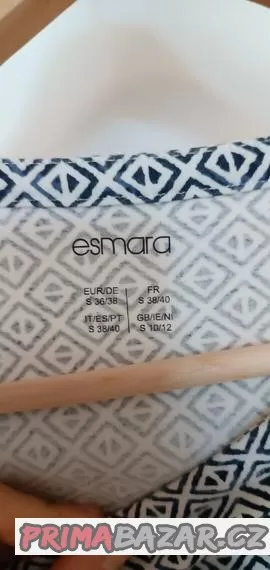 esmara
EUR/DE FR
S 36/38 S 38/40
IT/ES/PT GB/IE/NI
S 38/40 S 10/12
PRIMABAZAR.CZ